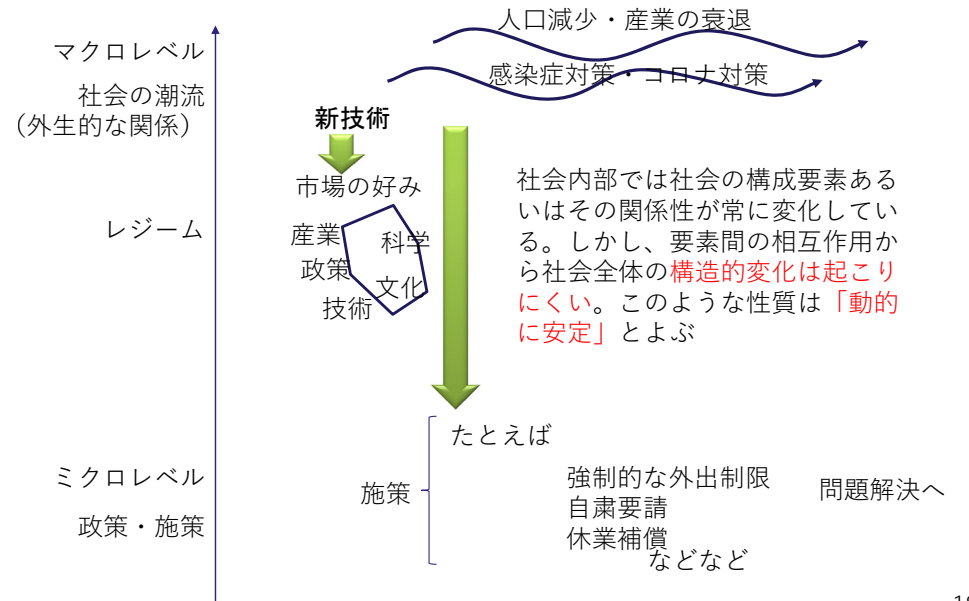 人口減少・産業の衰退
マクロレベル
感染症対策・コロナ対策
社会の潮流
（外生的な関係）
新技術
市場の好み
レジーム
産業
科学
政策
文化
技術
社会内部では社会の構成要素ある
いはその関係性が常に変化してい
る。しかし、要素間の相互作用か
ら社会全体の構造的変化は起こり
にくい。このような性質は「動的
に安定」とよぶ
たとえば
ミクロレベル
政策・施策
施策
強制的な外出制限
自粛要請
休業補償
などなど
問題解決へ